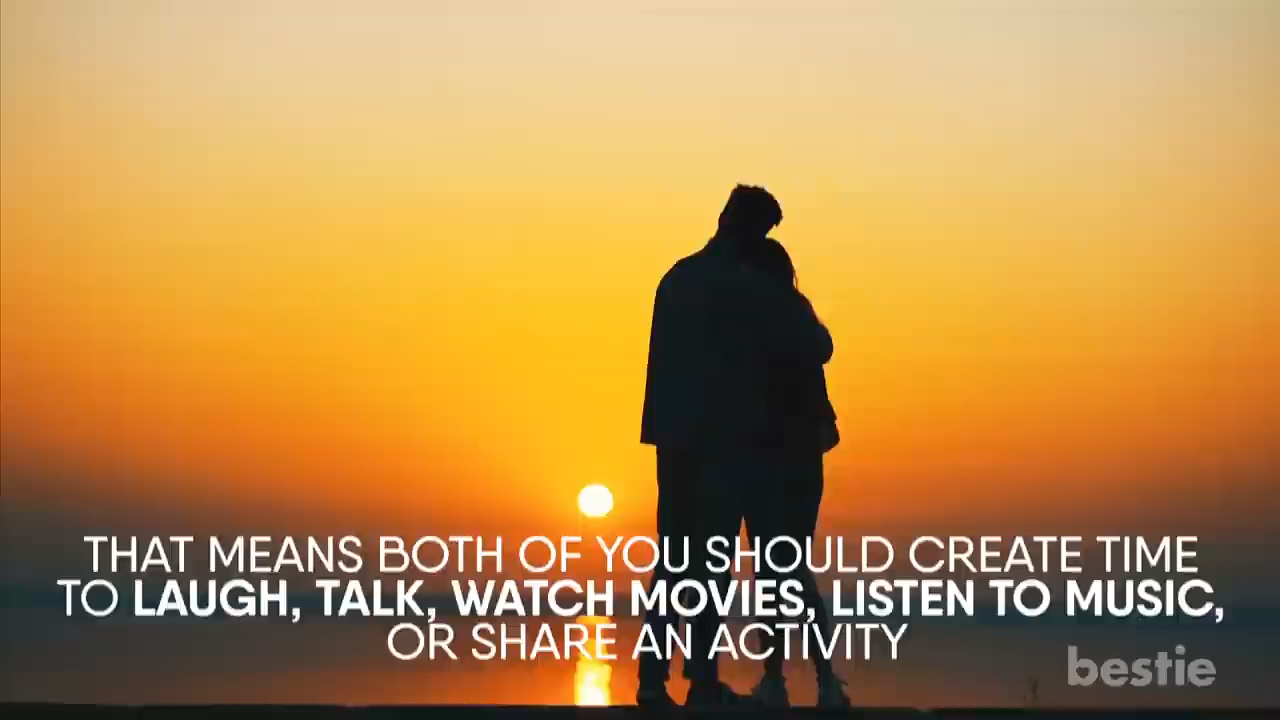 THAT MEANS BOTH OF YOU SHOULD CREATE TIME
TO LAUGH, TALK, WATCH MOVIES, LISTEN TO MUSIC,
OR SHARE AN ACTIVITY
bestie